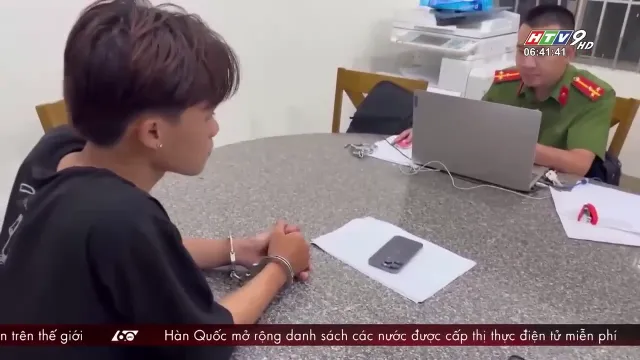 HTV9 HD
06:41:41
n trên thế giới
Hàn Quốc mở rộng danh sách các nước được cấp thị thực điện tử miễn phí